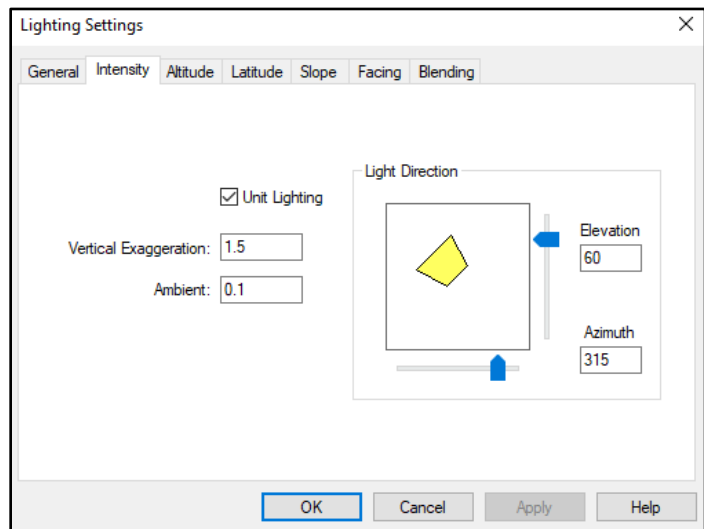 Lighting Settings
General Intensity Altitude Latitude Slope Facing Blending
Light Direction
Unit Lighting
Vertical Exaggeration: 1.5
Ambient: 0.1
Elevation
60
Azimuth
315
OK Cancel Apply Help